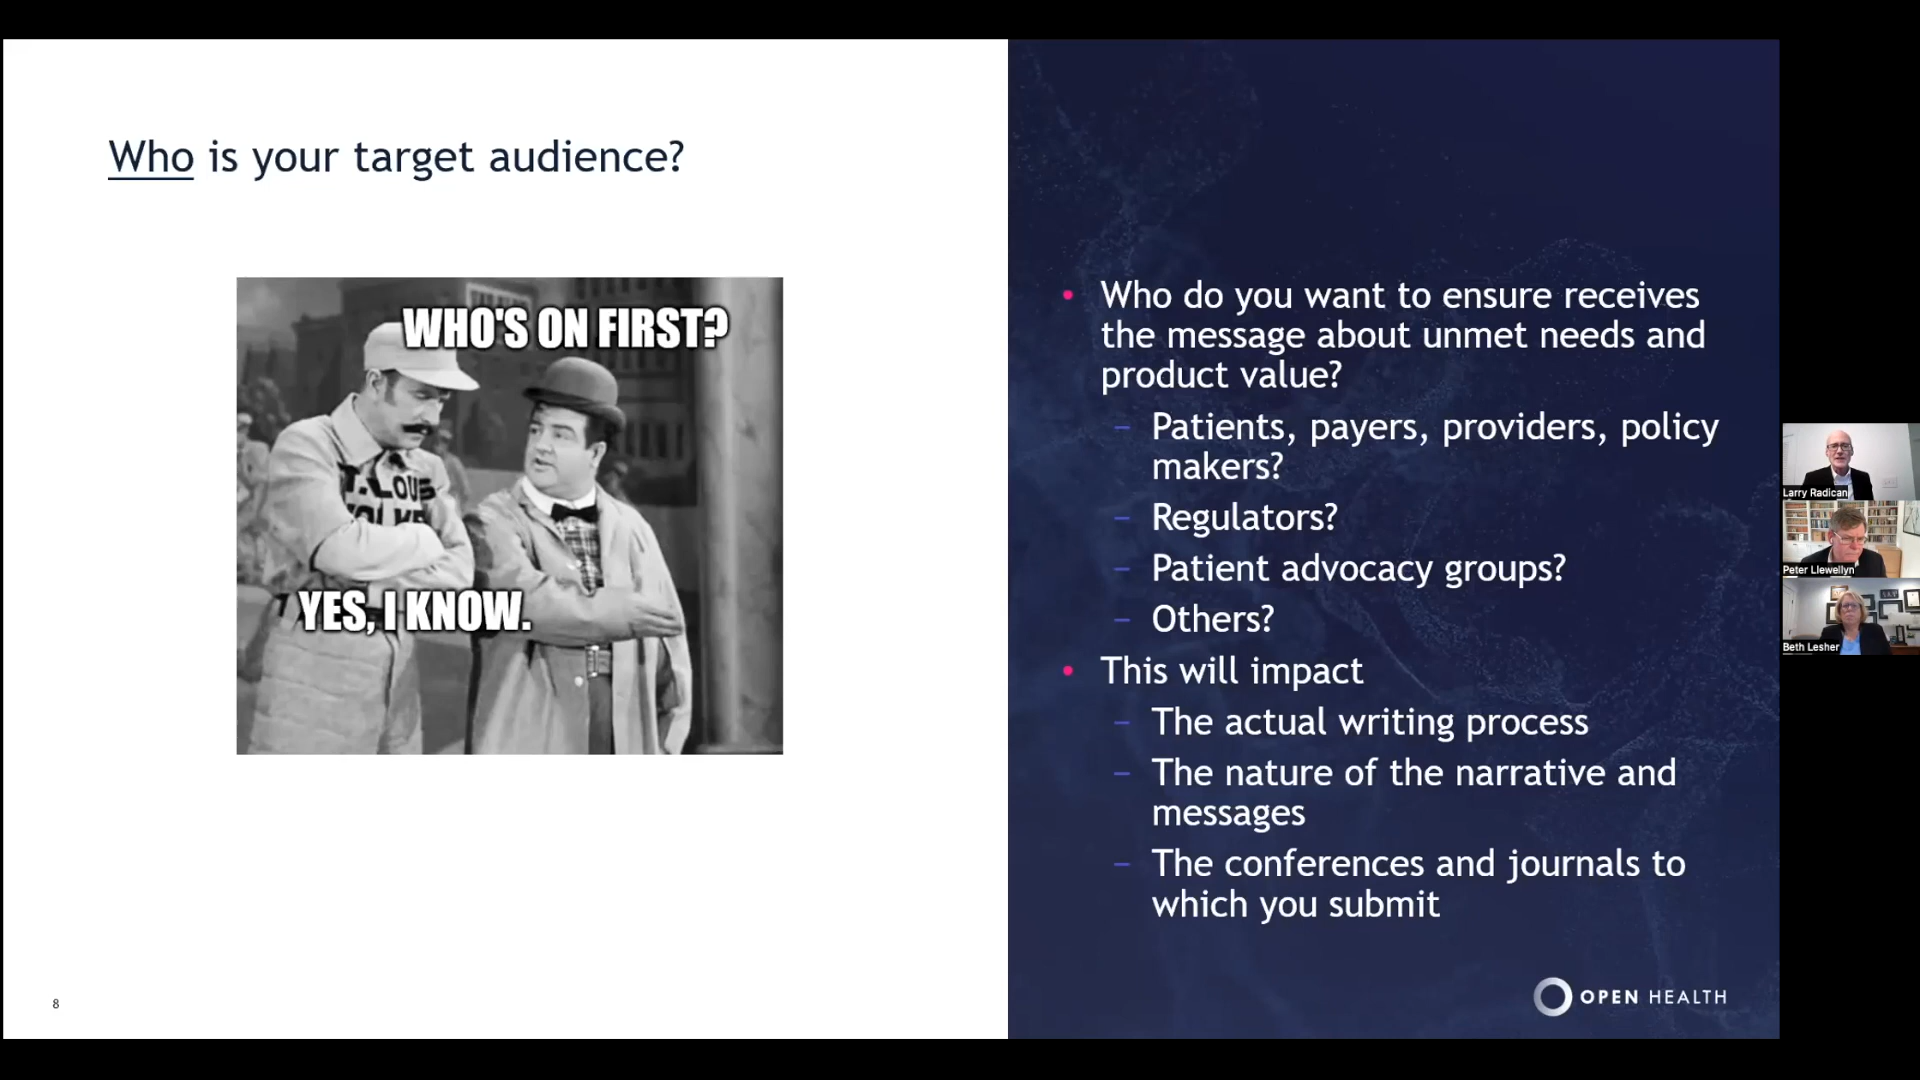 Who is your target audience?
WHO'S ON FIRST?
YES, I KNOW.
• Who do you want to ensure receives
the message about unmet needs and
product value?
– Patients, payers, providers, policy
makers?
– Regulators?
– Patient advocacy groups?
– Others?
• This will impact
– The actual writing process
– The nature of the narrative and
messages
– The conferences and journals to
which you submit
8
OPEN HEALTH
Larry Radican
Peter Llewellyn
Beth Lesher